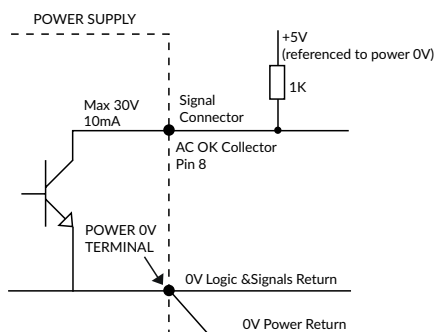 POWER SUPPLY
+5V
(referenced to power 0V)
1K
Max 30V
10mA
Signal
Connector
AC OK Collector
Pin 8
POWER 0V
TERMINAL
0V Logic &Signals Return
0V Power Return